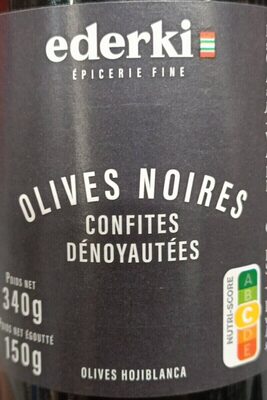 ederki
ÉPICERIE FINE
OLIVES NOIRES
CONFITES
DÉNOYAUTÉES
POIDS NET
340g
POIDS NET ÉGOUTTÉ
150g
NUTRI-SCORE
A
B
C
D
E
OLIVES HOJIBLANCA